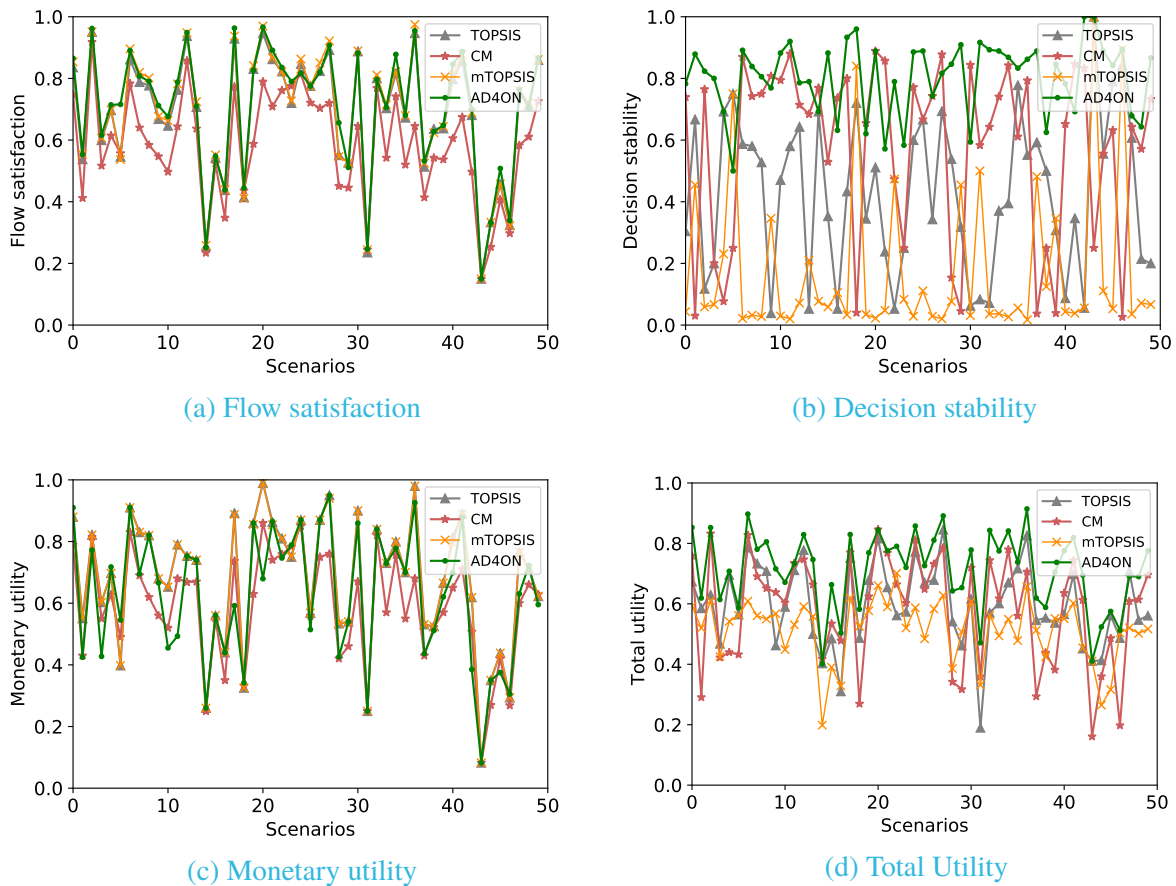 Flow satisfaction
1.0
0.8
0.6
0.4
0.2
0.0
0 10 20 30 40 50
Scenarios
TOPSIS
CM
mTOPSIS
AD4ON
(a) Flow satisfaction
Decision stability
1.0
0.8
0.6
0.4
0.2
0.0
0 10 20 30 40 50
Scenarios
TOPSIS
CM
mTOPSIS
AD4ON
(b) Decision stability
Monetary utility
1.0
0.8
0.6
0.4
0.2
0.0
0 10 20 30 40 50
Scenarios
TOPSIS
CM
mTOPSIS
AD4ON
(c) Monetary utility
Total utility
1.0
0.8
0.6
0.4
0.2
0.0
0 10 20 30 40 50
Scenarios
TOPSIS
CM
mTOPSIS
AD4ON
(d) Total Utility